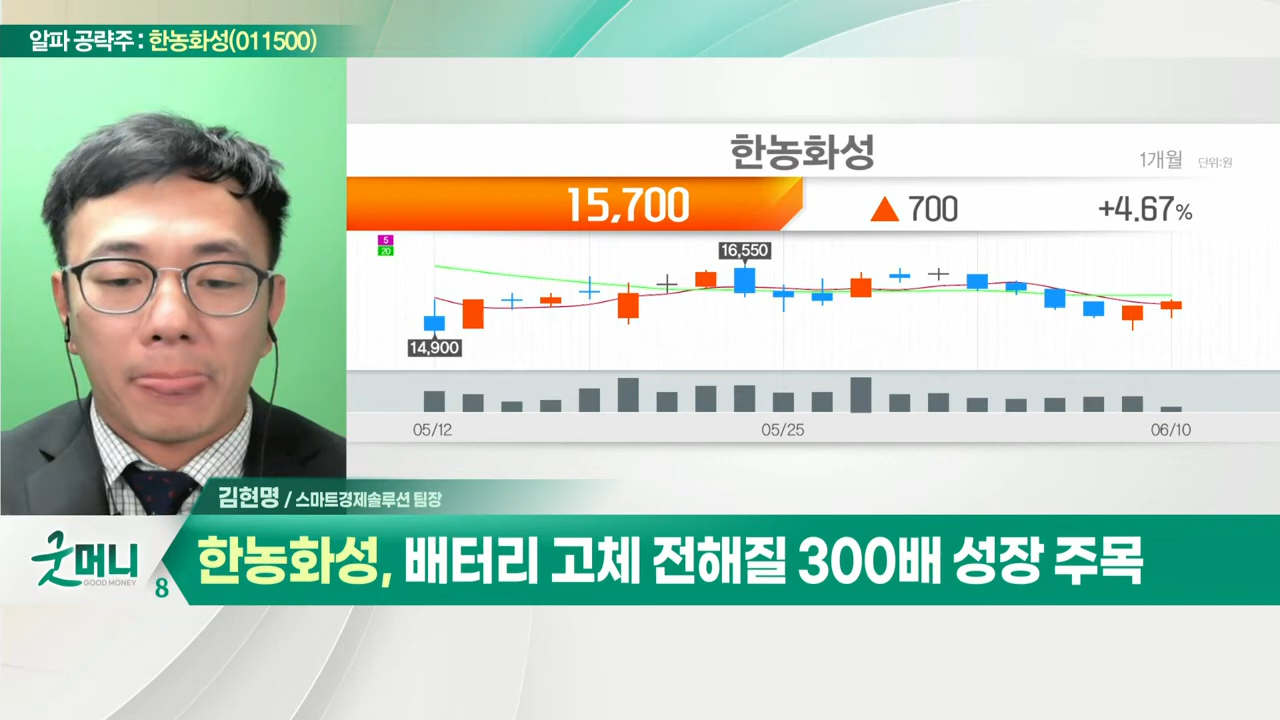 알파 공략주 : 한농화성(011500)
한농화성
1개월 단위:원
15,700 ▲ 700 +4.67%
5
20
16,550
14,900
05/12 05/25 06/10
김현명 / 스마트경제솔루션 팀장
굿머니
GOOD MONEY
8
한농화성, 배터리 고체 전해질 300배 성장 주목